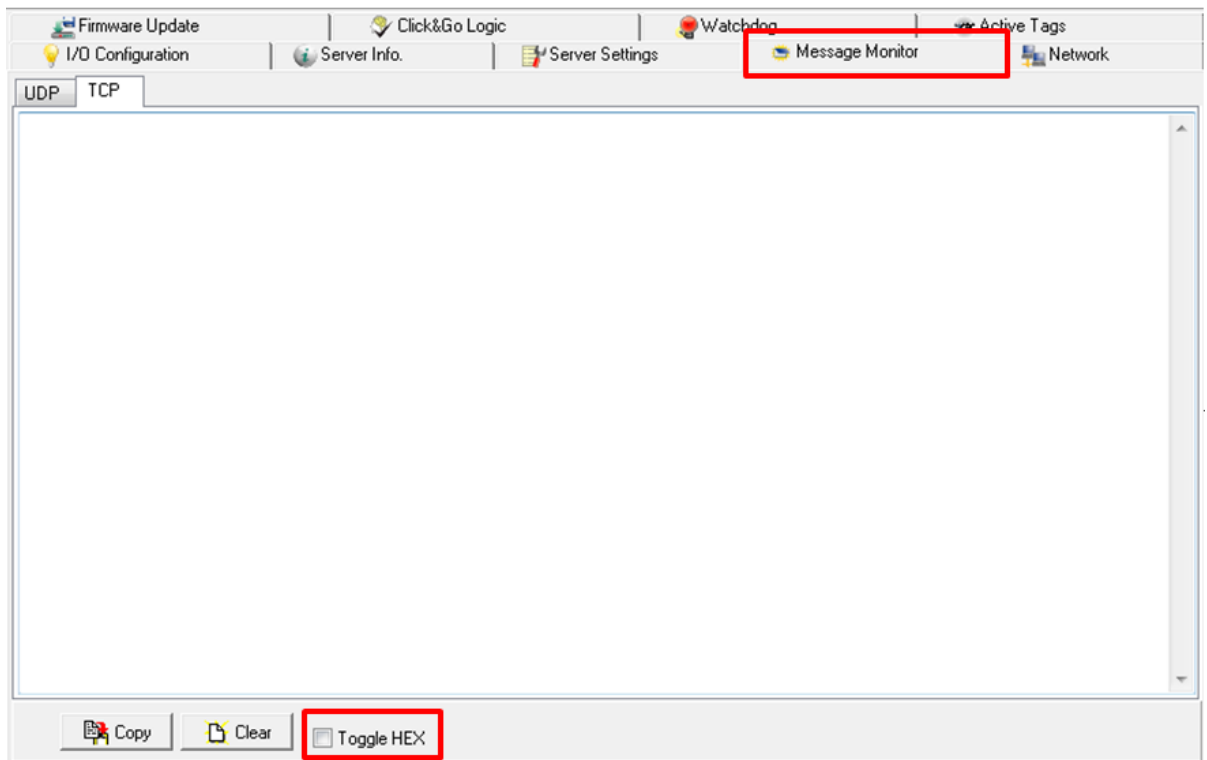 Firmware Update Click&Go Logic Watchdog Active Tags
I/O Configuration Server Info. Server Settings Message Monitor Network
UDP TCP
Copy Clear Toggle HEX